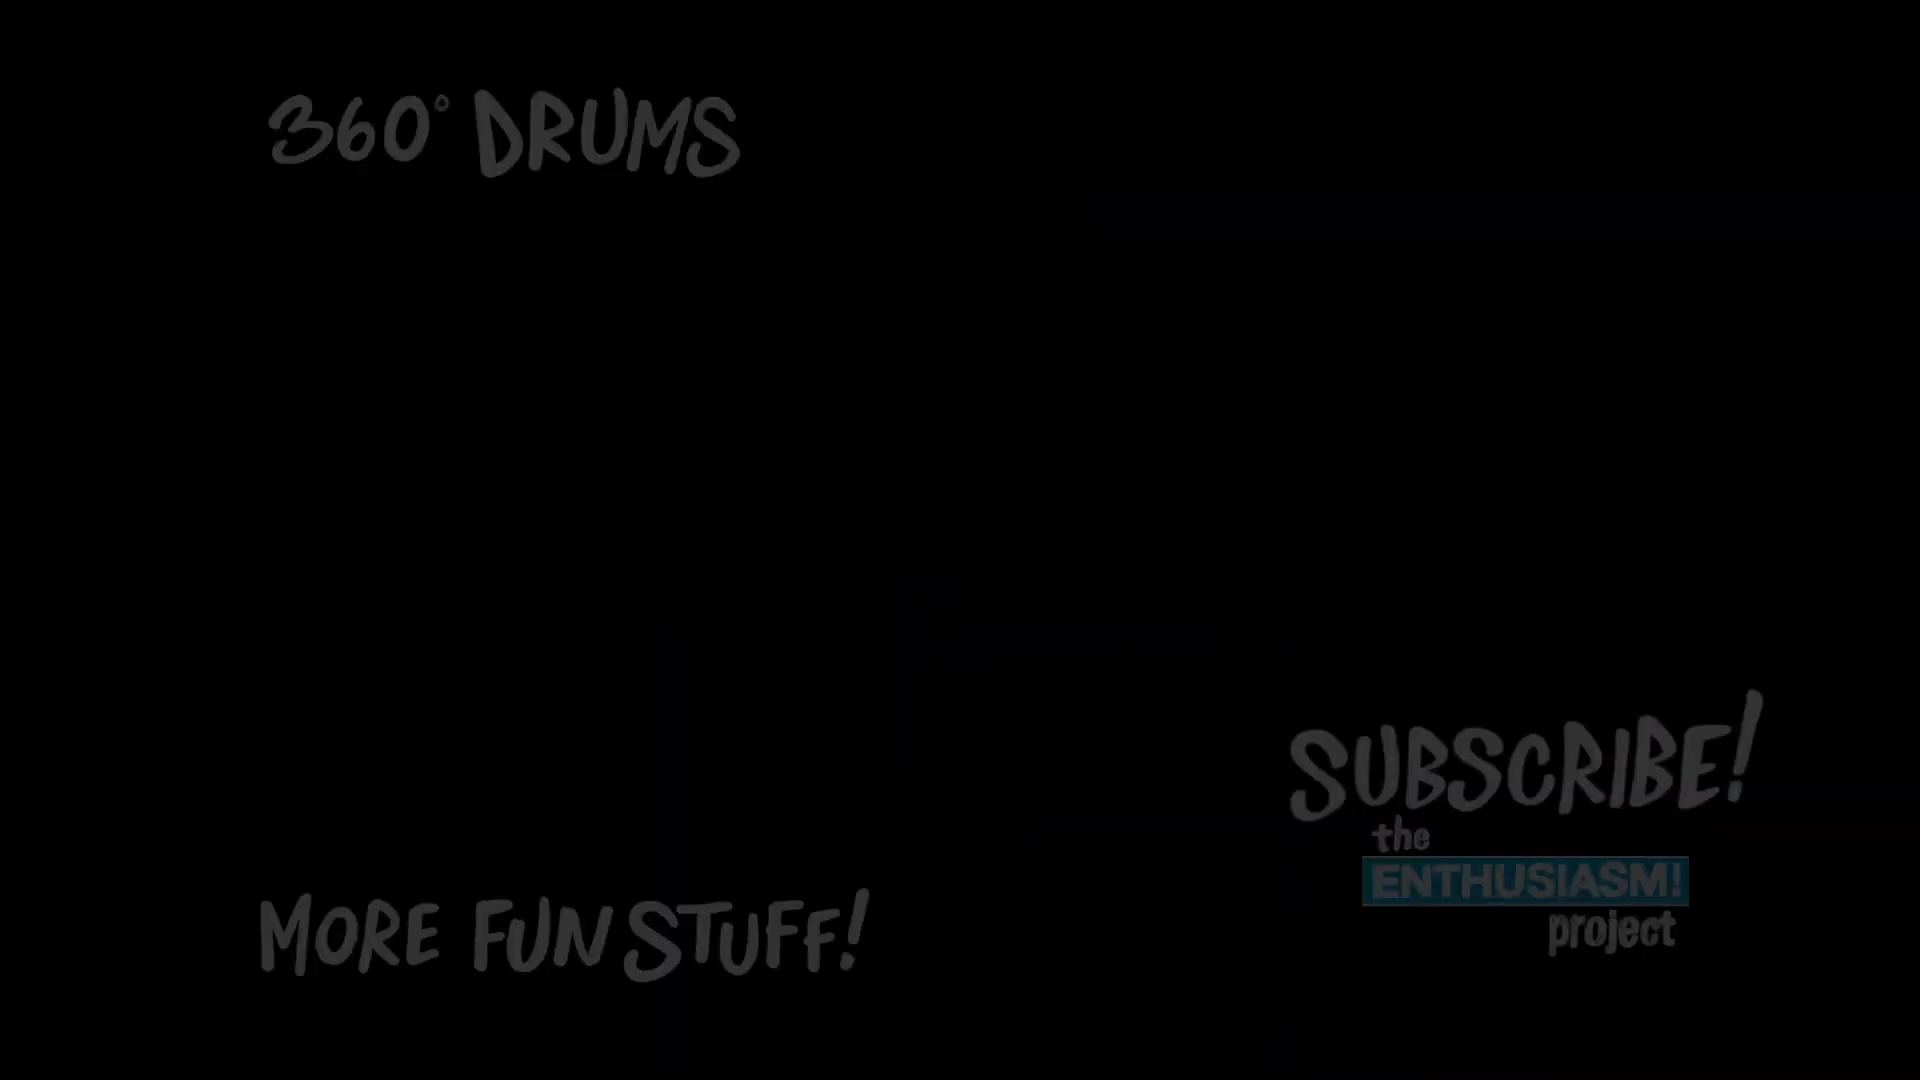 360° DRUMS
SUBSCRIBE!
the
ENTHUSIASM!
project
MORE FUN STUFF!